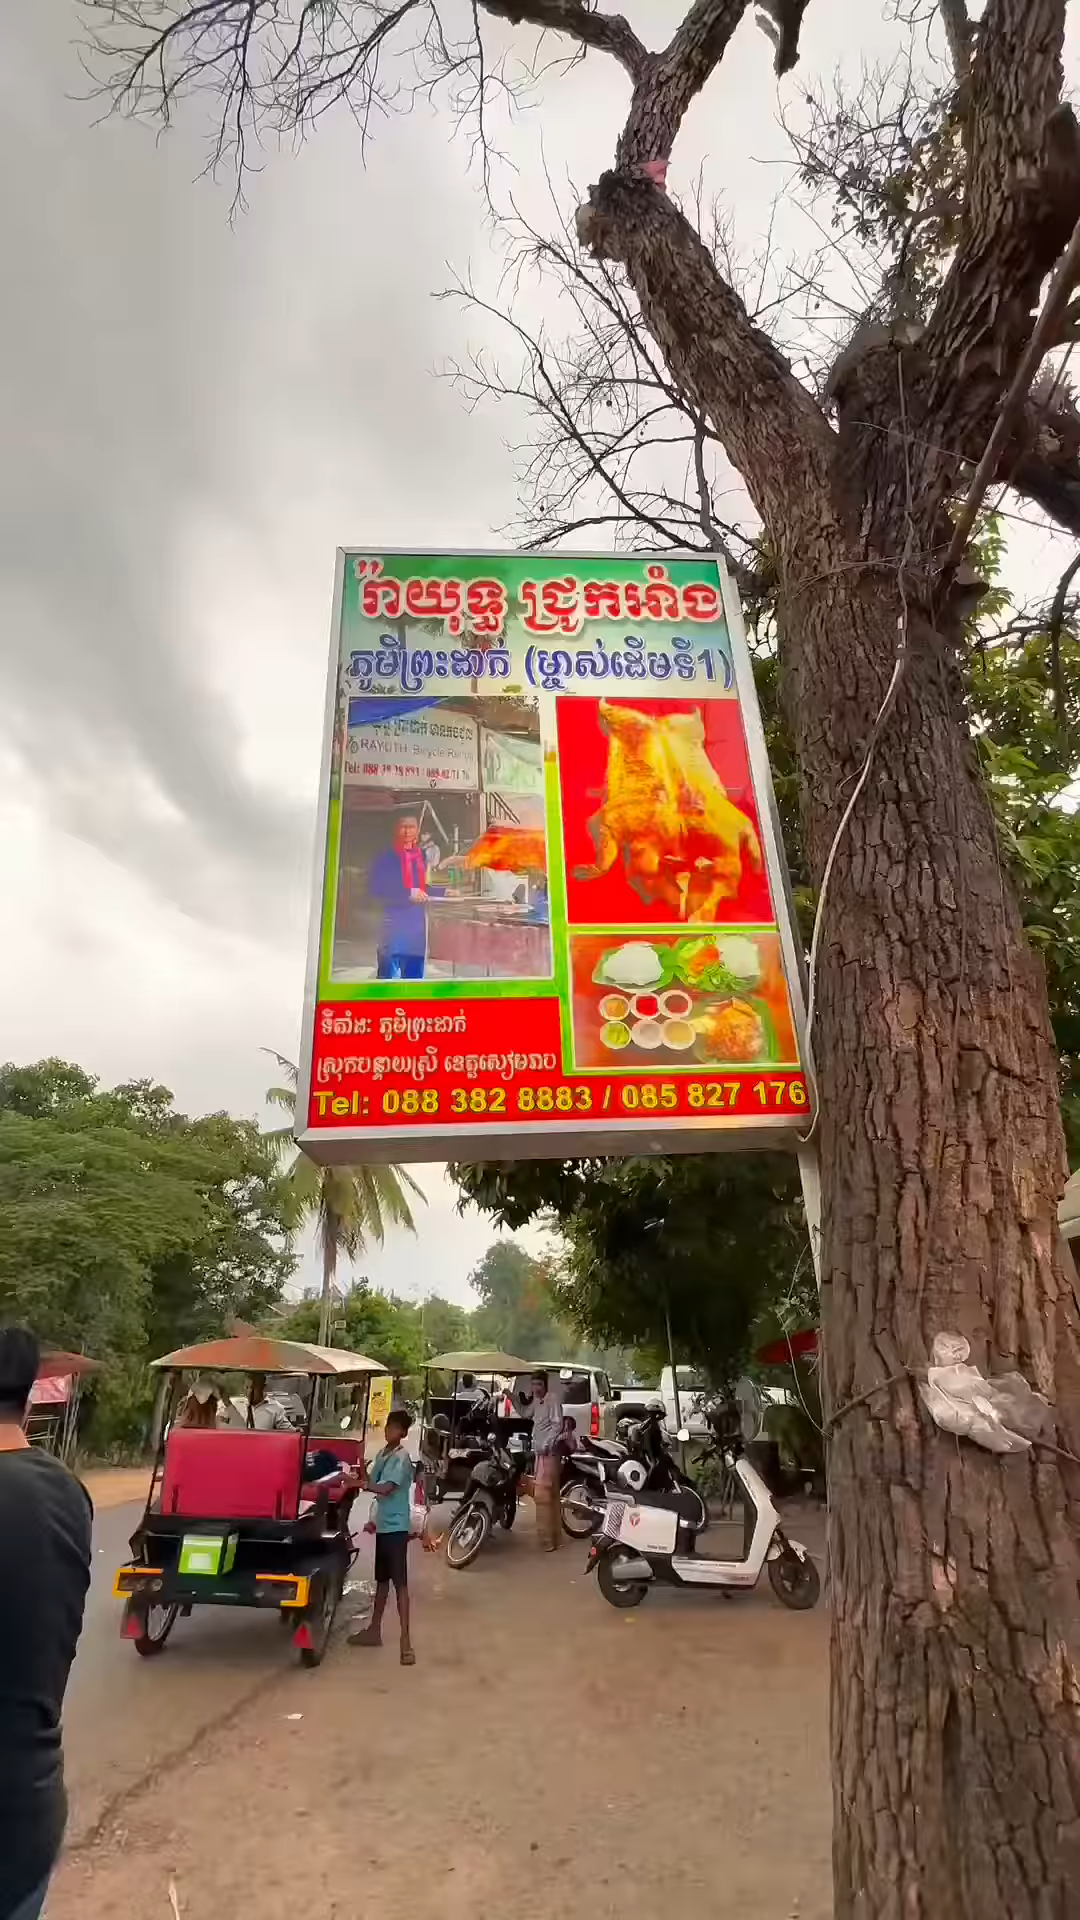 រ៉ាយុទ្ធ ជ្រូកអាំង
ភូមិព្រះដាក់ (ម្ចាស់ដើមទី1)
RAYUTH Bicycle
ទីតាំង: ភូមិព្រះដាក់
ស្រុកបន្ទាយស្រី ខេត្តសៀមរាប
Tel: 088 382 8883 / 085 827 176